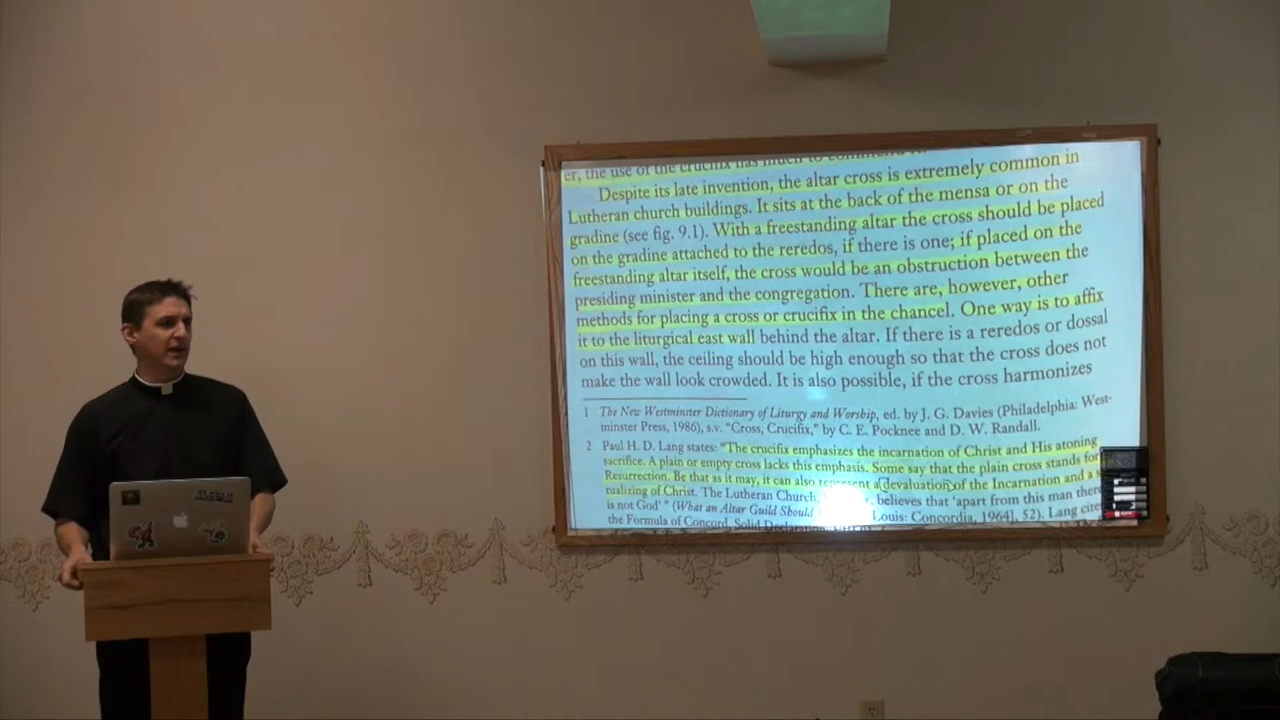 er, the use of the crucifix has much to
Despite its late invention, the altar cross is extremely common in
Lutheran church buildings. It sits at the back of the mensa or on the
gradine (see fig. 9.1). With a freestanding altar the cross should be placed
on the gradine attached to the reredos, if there is one; if placed on the
freestanding altar itself, the cross would be an obstruction between the
presiding minister and the congregation. There are, however, other
methods for placing a cross or crucifix in the chancel. One way is to affix
it to the liturgical east wall behind the altar. If there is a reredos or dossal
on this wall, the ceiling should be high enough so that the cross does not
make the wall look crowded. It is also possible, if the cross harmonizes
1 The New Westminster Dictionary of Liturgy and Worship, ed. by J. G. Davies (Philadelphia: West-
minster Press, 1986), s.v. "Cross, Crucifix," by C. E. Pocknee and D. W. Randall.
2 Paul H. D. Lang states: "The crucifix emphasizes the incarnation of Christ and His atoning
sacrifice. A plain or empty cross lacks this emphasis. Some say that the plain cross stands for
Resurrection. Be that as it may, it can also represent a devaluation of the Incarnation and a s
tualizing of Christ. The Lutheran Church, believes that 'apart from this man there
is not God' " (What an Altar Guild Should Louis: Concordia, 1964], 52). Lang cite
the Formula of Concord, Solid